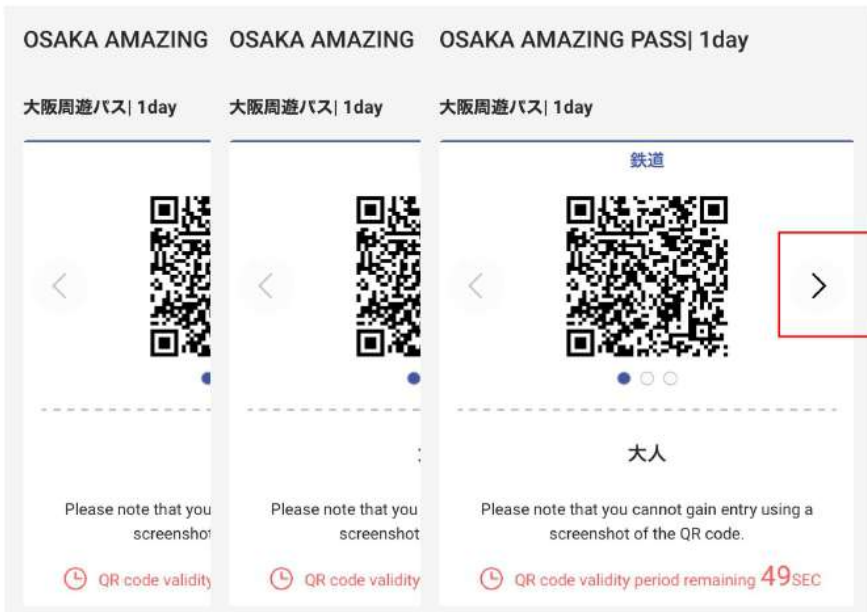 OSAKA AMAZING
大阪周遊パス| 1day
Please note that you
screenshot
QR code validity
OSAKA AMAZING
大阪周遊パス| 1day
Please note that you
screenshot
QR code validity
OSAKA AMAZING PASS| 1day
大阪周遊パス| 1day
鉄道
大人
Please note that you cannot gain entry using a
screenshot of the QR code.
QR code validity period remaining 49SEC